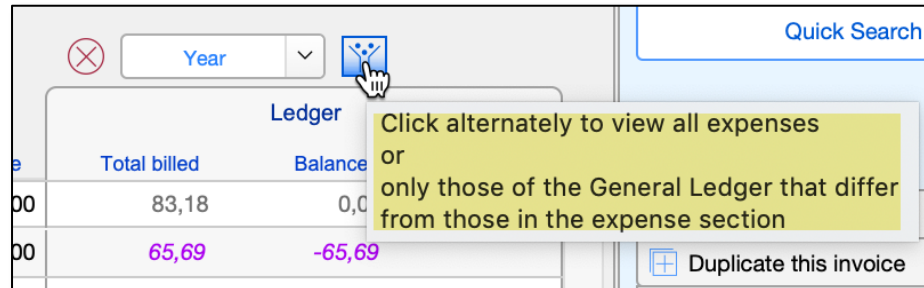 Quick Search
Year
Ledger
Click alternately to view all expenses
or
only those of the General Ledger that differ
from those in the expense section
e Total billed Balance
00 83,18 0,0
00 65,69 -65,69
Duplicate this invoice